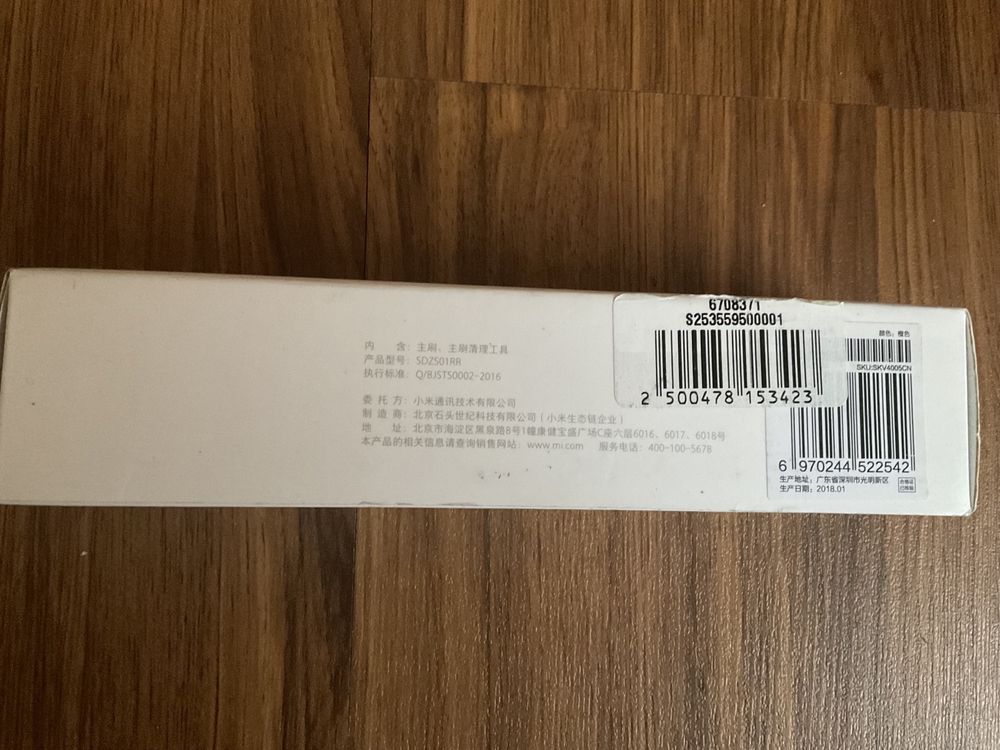 内 含：主刷、主刷清理工具
产品型号：SDZS01RR
执行标准：Q/BJSTS0002-2016
委 托 方：小米通讯技术有限公司
制 造 商：北京石头世纪科技有限公司（小米生态链企业）
地 址：北京市海淀区黑泉路8号1幢康健宝盛广场C座六层6016、6017、6018号
本产品的相关信息请查询销售网站：www.mi.com 服务电话：400-100-5678
6708371
S253559500001
2 500478 153423
颜色：橙色
SKU:SKV4005CN
6 970244 522542
生产地址：广东省深圳市光明新区
生产日期：2018.01
合格证
已检验